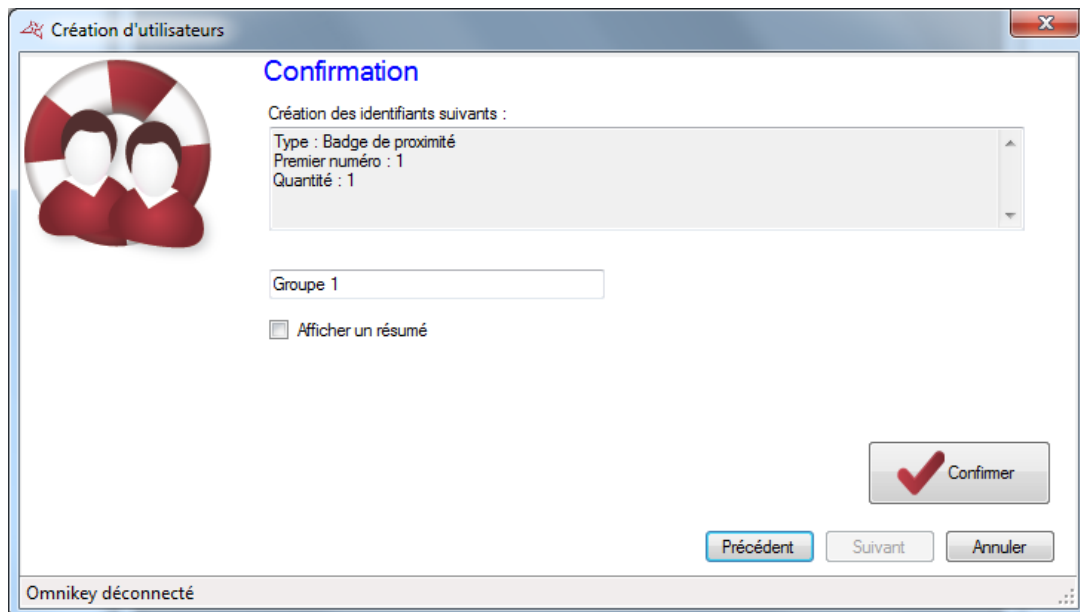 Création d'utilisateurs
Confirmation
Création des identifiants suivants :
Type : Badge de proximité
Premier numéro : 1
Quantité : 1
Groupe 1
Afficher un résumé
Confirmer
Précédent Suivant Annuler
Omnikey déconnecté